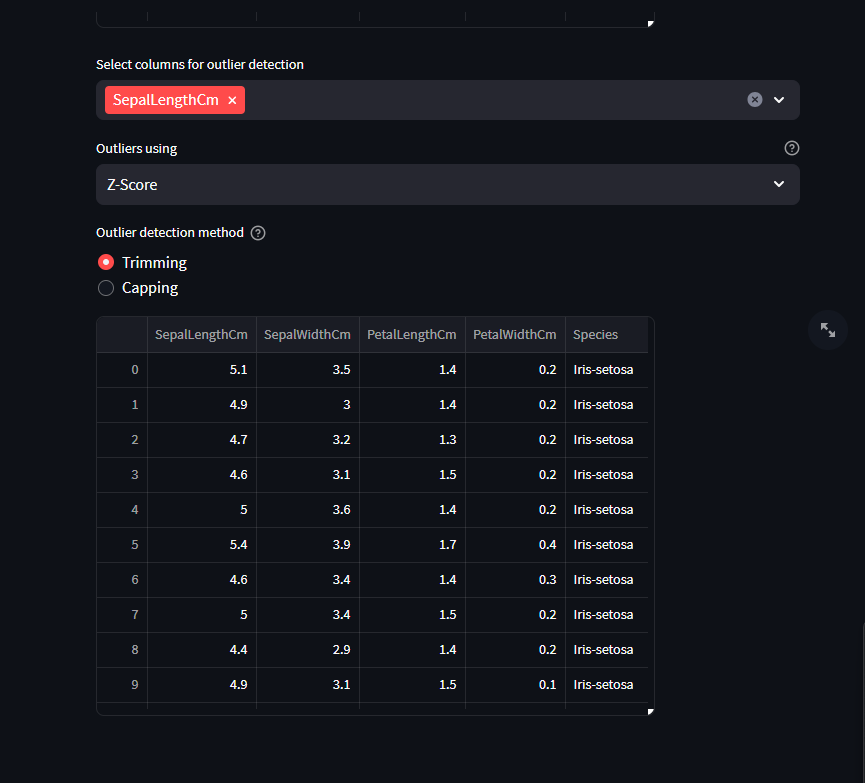 Select columns for outlier detection
SepalLengthCm ×
Outliers using
Z-Score
Outlier detection method
Trimming
Capping
SepalLengthCm SepalWidthCm PetalLengthCm PetalWidthCm Species
0 5.1 3.5 1.4 0.2 Iris-setosa
1 4.9 3 1.4 0.2 Iris-setosa
2 4.7 3.2 1.3 0.2 Iris-setosa
3 4.6 3.1 1.5 0.2 Iris-setosa
4 5 3.6 1.4 0.2 Iris-setosa
5 5.4 3.9 1.7 0.4 Iris-setosa
6 4.6 3.4 1.4 0.3 Iris-setosa
7 5 3.4 1.5 0.2 Iris-setosa
8 4.4 2.9 1.4 0.2 Iris-setosa
9 4.9 3.1 1.5 0.1 Iris-setosa